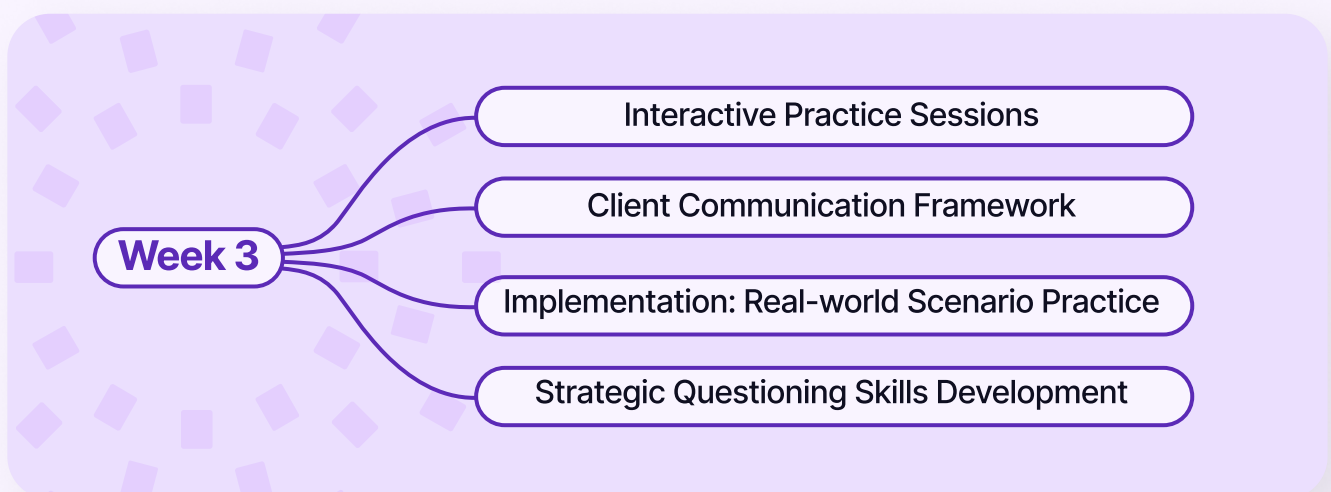 Interactive Practice Sessions
Client Communication Framework
Week 3
Implementation: Real-world Scenario Practice
Strategic Questioning Skills Development